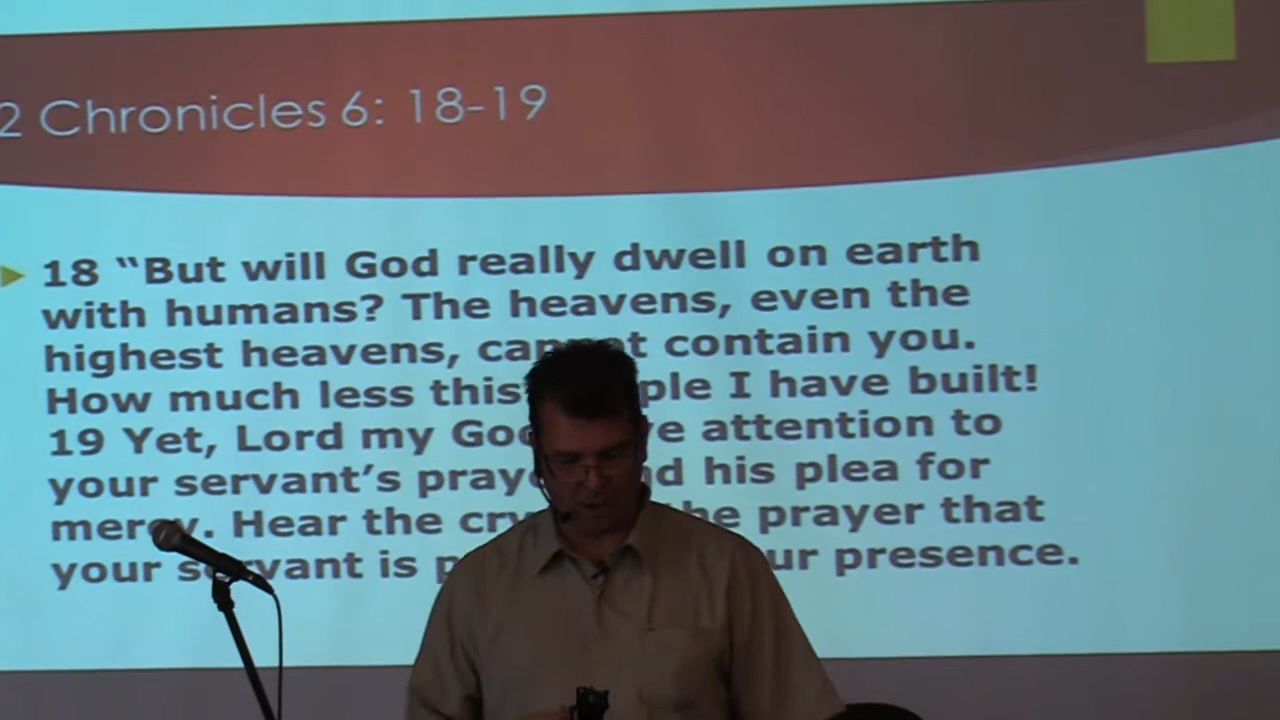 2 Chronicles 6: 18-19
18 “But will God really dwell on earth
with humans? The heavens, even the
highest heavens, cannot contain you.
How much less this ple I have built!
19 Yet, Lord my God attention to
your servant’s prayer and his plea for
mercy. Hear the cry the prayer that
your servant is presence.